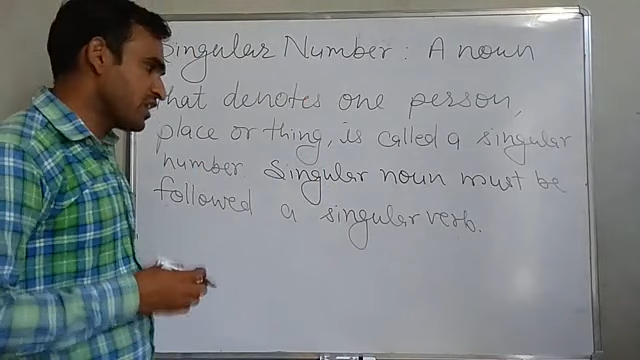 Singular Number: A noun
that denotes one person,
place or thing, is called a singular
number. Singular noun must be
followed a singular verb.